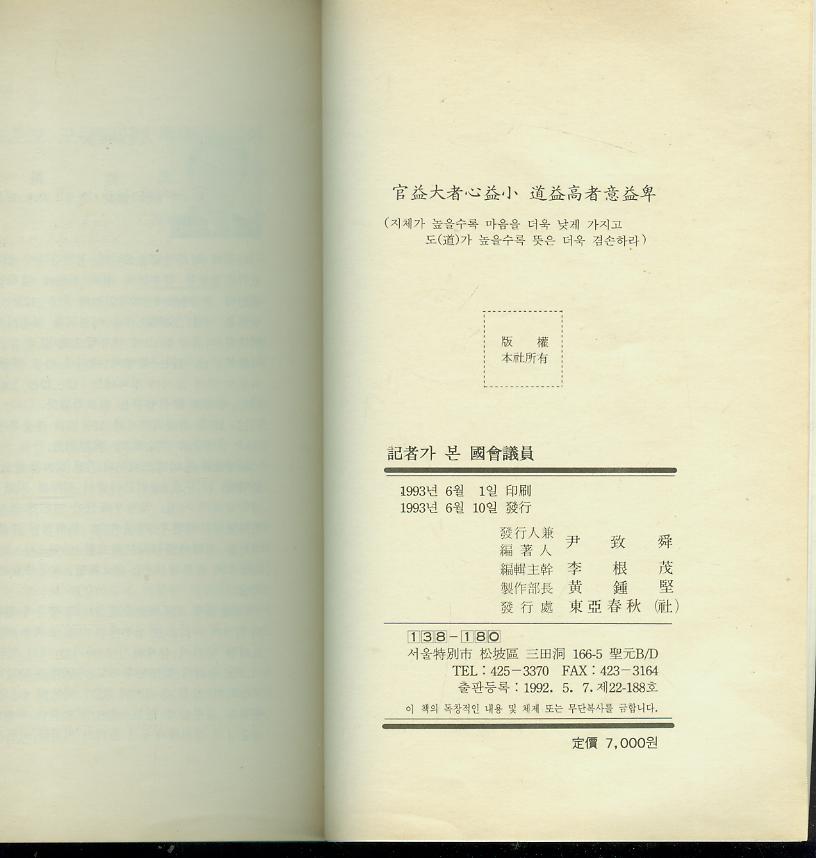 官益大者心益小 道益高者意益卑
(지체가 높을수록 마음을 더욱 낮게 가지고
도(道)가 높을수록 뜻은 더욱 겸손하라)
版 權
本社所有
記者가 본 國會議員
1993년 6월 1일 印刷
1993년 6월 10일 發行
發行人兼
編著人 尹致舜
編輯主幹 李根茂
製作部長 黃鍾堅
發行處 東亞春秋 (社)
138-180
서울特別市 松坡區 三田洞 166-5 聖元B/D
TEL : 425-3370 FAX : 423-3164
출판등록 : 1992. 5. 7. 제22-188호
이 책의 독창적인 내용 및 체제 또는 무단복사를 금합니다.
定價 7,000원